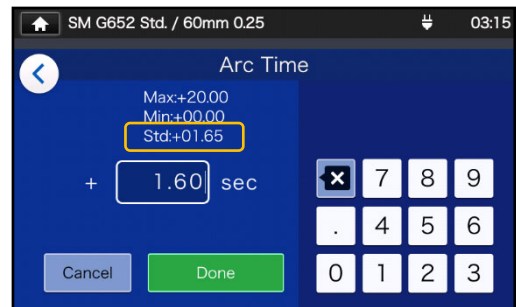 SM G652 Std. / 60mm 0.25 03:15
Arc Time
Max:+20.00
Min:+00.00
Std:+01.65
+ 1.60 sec
7 8 9
. 4 5 6
Cancel Done 0 1 2 3